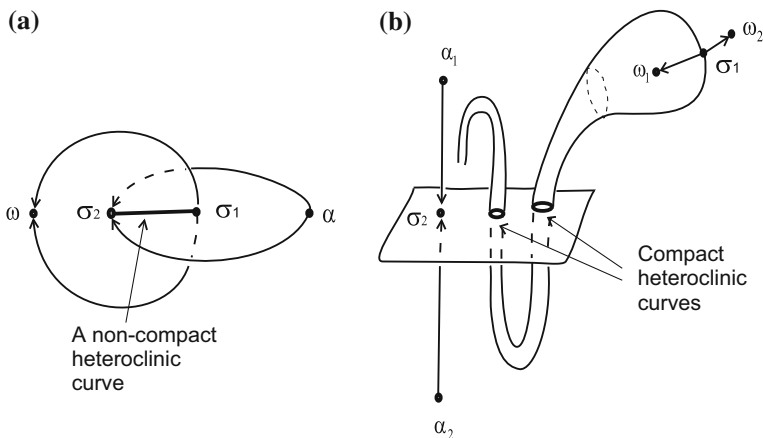 (a)
ω
σ2
σ1
α
A non-compact
heteroclinic
curve
(b)
α1
ω2
ω1
σ1
σ2
Compact
heteroclinic
curves
α2